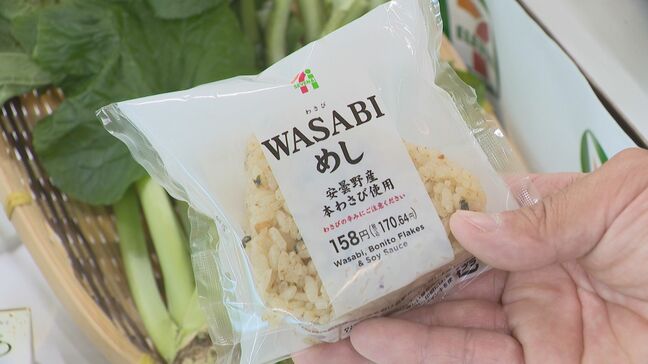 わさび
WASABI
めし
安曇野産
本わさび使用
わさびの辛みにご注意ください
158円(税込170.64円)
Wasabi, Bonito Flakes
& Soy Sauce